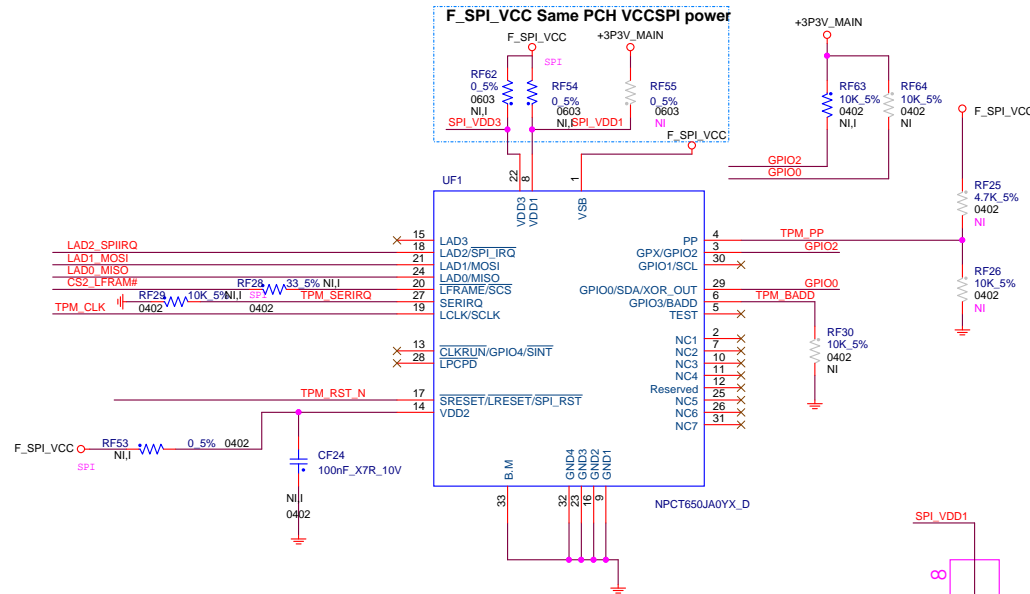 F_SPI_VCC Same PCH VCCSPI power
F_SPI_VCC
+3P3V_MAIN
SPI
RF62
0_5%
0603
NI,I
RF54
0_5%
0603
NI,I
RF55
0_5%
0603
NI
SPI_VDD3
SPI_VDD1
F_SPI_VCC
+3P3V_MAIN
RF63
10K_5%
0402
NI,I
RF64
10K_5%
0402
NI
F_SPI_VCC
GPIO2
GPIO0
RF25
4.7K_5%
0402
NI
UF1
22
8
1
VDD3
VDD1
VSB
LAD2_SPIIRQ
LAD1_MOSI
LAD0_MISO
CS2_LFRAM#
RF28
33_5% NI,I
SPI
0402
RF29
10K_5%
NI,I
0402
TPM_SERIRQ
TPM_CLK
15 LAD3
18 LAD2/SPI_IRQ
21 LAD1/MOSI
24 LAD0/MISO
20 LFRAME/SCS
27 SERIRQ
19 LCLK/SCLK
13 CLKRUN/GPIO4/SINT
28 LPCPD
TPM_RST_N
17 SRESET/LRESET/SPI_RST
14 VDD2
PP 4 TPM_PP
GPX/GPIO2 3 GPIO2
GPIO1/SCL 30
GPIO0/SDA/XOR_OUT 29 GPIO0
GPIO3/BADD 6 TPM_BADD
TEST 5
NC1 2
NC2 7
NC3 10
NC4 11
Reserved 12
NC5 25
NC6 26
NC7 31
RF26
10K_5%
0402
NI
RF30
10K_5%
0402
NI
F_SPI_VCC
RF53
0_5% 0402
NI,I
SPI
CF24
100nF_X7R_10V
NI,I
0402
B.M
GND4
GND3
GND2
GND1
33
32
23
16
9
NPCT650JA0YX_D
SPI_VDD1
8